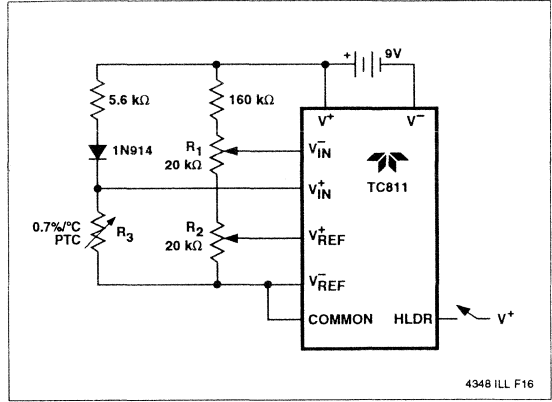 + 9V
5.6 kΩ
160 kΩ
V+
V−
1N914
R1
20 kΩ
V−IN
V+IN
TC811
0.7%/°C
PTC
R3
R2
20 kΩ
V+REF
V−REF
COMMON
HLDR
V+
4348 ILL F16